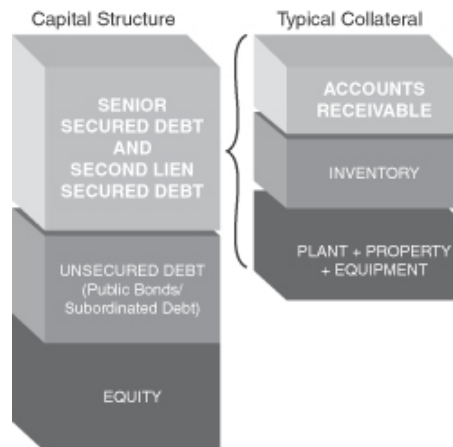 Capital Structure
SENIOR
SECURED DEBT
AND
SECOND LIEN
SECURED DEBT
UNSECURED DEBT
(Public Bonds/
Subordinated Debt)
EQUITY
Typical Collateral
ACCOUNTS
RECEIVABLE
INVENTORY
PLANT + PROPERTY
+ EQUIPMENT